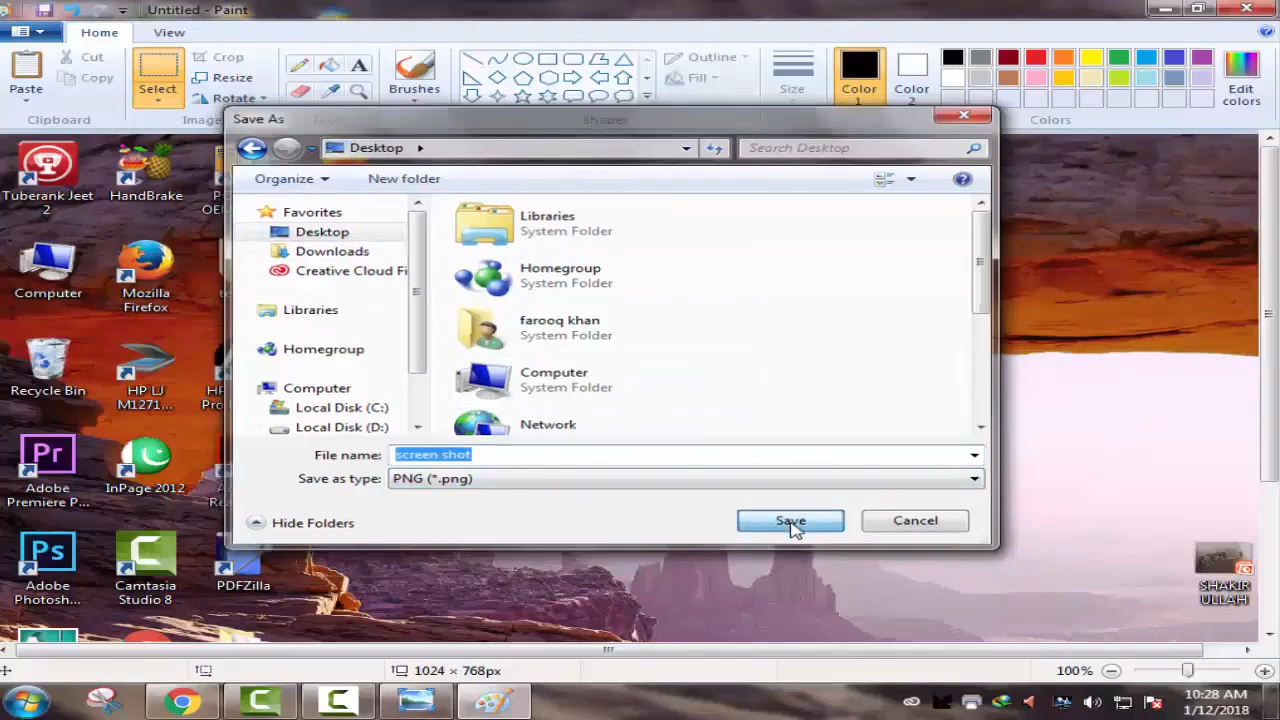 Untitled - Paint
Home
View
Paste
Cut
Copy
Clipboard
Select
Crop
Resize
Rotate
Brushes
Shapes
Outline
Fill
Size
Color
1
Color
2
Edit
colors
Colors
Save As
Desktop
Search Desktop
Organize
New folder
Favorites
Desktop
Downloads
Creative Cloud Fi
Libraries
Homegroup
Computer
Local Disk (C:)
Local Disk (D:)
Libraries
System Folder
Homegroup
System Folder
farooq khan
System Folder
Computer
System Folder
Network
File name:
screen shot
Save as type:
PNG (*.png)
Hide Folders
Save
Cancel
Tuberank Jeet
2
HandBrake
Computer
Mozilla
Firefox
Recycle Bin
HP LJ
M1271...
Adobe
Premiere P...
InPage 2012
Adobe
Photosh...
Camtasia
Studio 8
PDFZilla
SHAKIR
ULLAH
1024 × 768px
100%
10:28 AM
1/12/2018